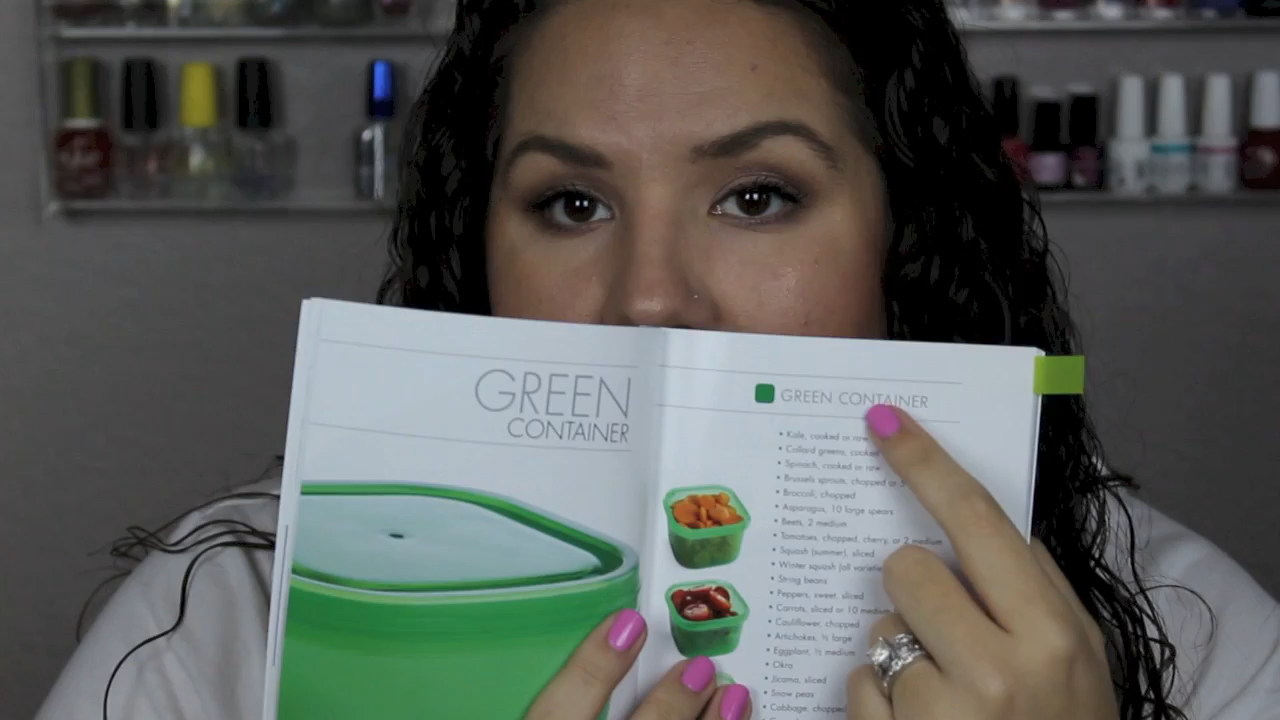 GREEN
CONTAINER
GREEN CONTAINER
• Kale, cooked or raw
• Collard greens, cooked
• Spinach, cooked or raw
• Brussels sprouts, chopped or 5
• Broccoli, chopped
• Asparagus, 10 large spears
• Beets, 2 medium
• Tomatoes, chopped, cherry, or 2 medium
• Squash (summer), sliced
• Winter squash (all varieties
• String beans
• Peppers, sweet, sliced
• Carrots, sliced or 10 medium
• Cauliflower, chopped
• Artichokes, ½ large
• Eggplant, ½ medium
• Okra
• Jicama, sliced
• Snow peas
• Cabbage, chopped